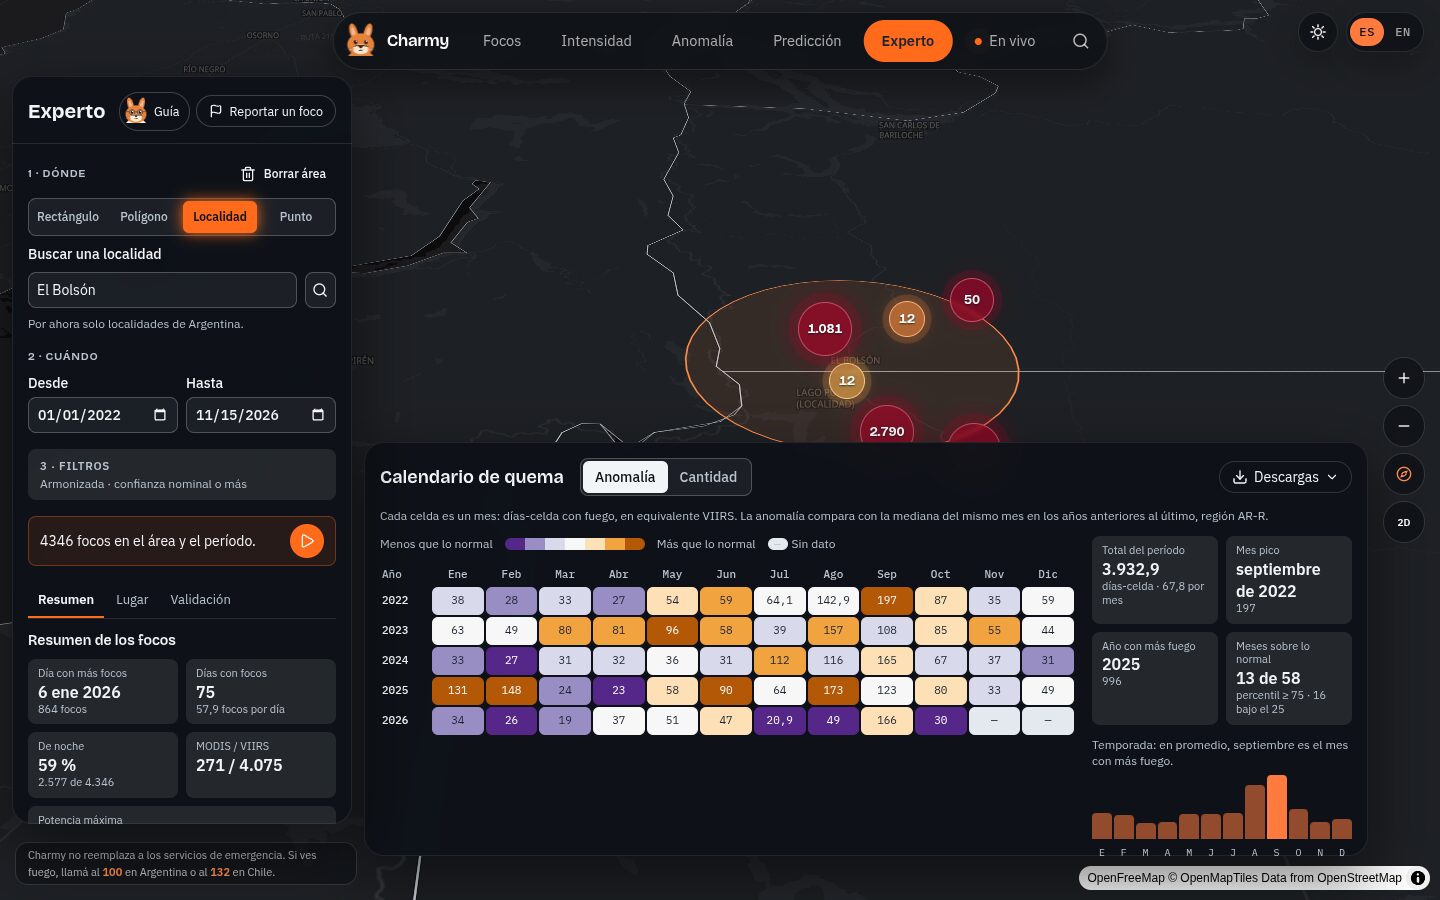 Charmy
Focos
Intensidad
Anomalía
Predicción
Experto
En vivo
ES
EN
SAN PABLO
OSORNO
RÍO NEGRO
SAN CARLOS DE
BARILOCHE
EL BOLSÓN
(LOCALIDAD)
1.081
12
50
12
2.790
Experto
Guía
Reportar un foco
1 · DÓNDE
Borrar área
Rectángulo
Polígono
Localidad
Punto
Buscar una localidad
El Bolsón
Por ahora solo localidades de Argentina.
2 · CUÁNDO
Desde
Hasta
01/01/2022
11/15/2026
3 · FILTROS
Armonizada · confianza nominal o más
4346 focos en el área y el período.
Resumen
Lugar
Validación
Resumen de los focos
Día con más focos
6 ene 2026
864 focos
Días con focos
75
57,9 focos por día
De noche
59 %
2.577 de 4.346
MODIS / VIIRS
271 / 4.075
Potencia máxima
Charmy no reemplaza a los servicios de emergencia. Si ves
fuego, llamá al 100 en Argentina o al 132 en Chile.
Calendario de quema
Anomalía
Cantidad
Descargas
Cada celda es un mes: días-celda con fuego, en equivalente VIIRS. La anomalía compara con la mediana del mismo mes en los años anteriores al último, región AR-R.
Menos que lo normal
Más que lo normal
– Sin dato
Año Ene Feb Mar Abr May Jun Jul Ago Sep Oct Nov Dic
2022 38 28 33 27 54 59 64,1 142,9 197 87 35 59
2023 63 49 80 81 96 58 39 157 108 85 55 44
2024 33 27 31 32 36 31 112 116 165 67 37 31
2025 131 148 24 23 58 90 64 173 123 80 33 49
2026 34 26 19 37 51 47 20,9 49 166 30 – –
Total del período
3.932,9
días-celda · 67,8 por
mes
Mes pico
septiembre
de 2022
197
Año con más fuego
2025
996
Meses sobre lo
normal
13 de 58
percentil ≥ 75 · 16
bajo el 25
Temporada: en promedio, septiembre es el mes
con más fuego.
E F M A M J J A S O N D
2D
OpenFreeMap © OpenMapTiles Data from OpenStreetMap